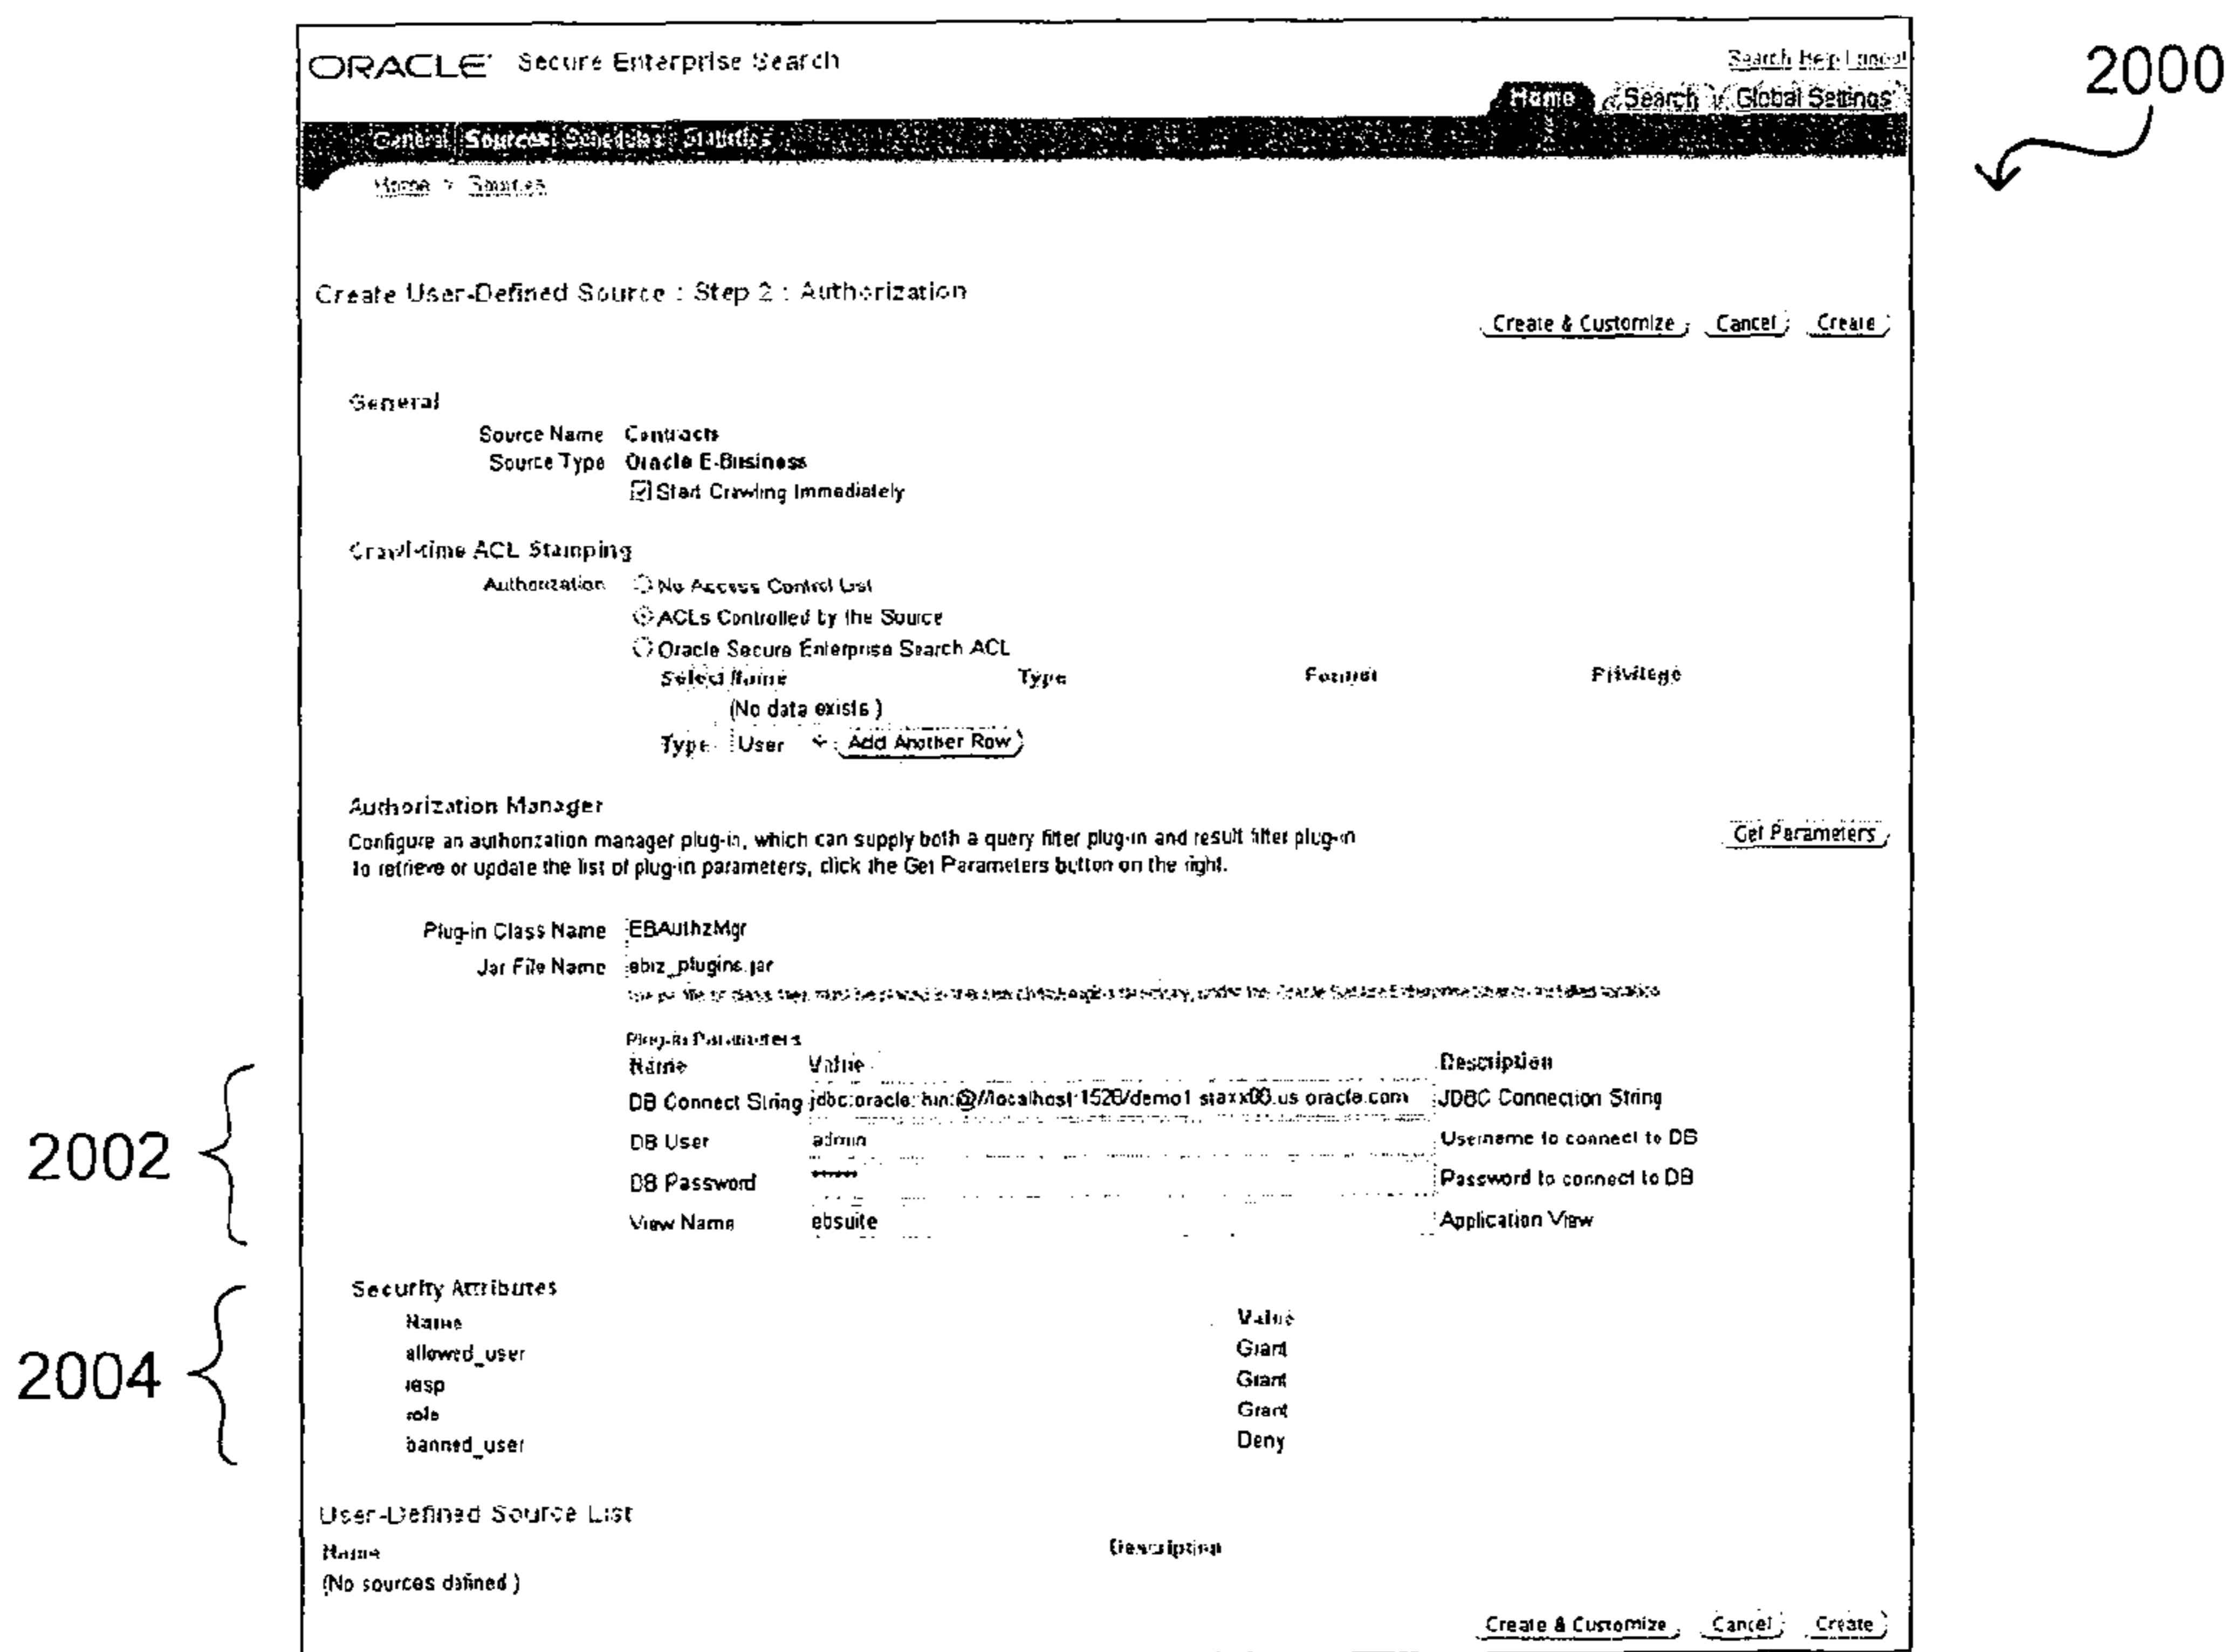 ORACLE Secure Enterprise Search
Search Help Logout
Home Search Global Settings
General Sources Schedules Statistics
Home > Sources
2000
Create User-Defined Source : Step 2 : Authorization
Create & Customize Cancel Create
General
Source Name Contracts
Source Type Oracle E-Business
Start Crawling Immediately
Crawl-time ACL Stamping
Authorization No Access Control List
ACLs Controlled by the Source
Oracle Secure Enterprise Search ACL
Select Name Type Format Privilege
(No data exists )
Type User Add Another Row
Authorization Manager
Configure an authorization manager plug-in, which can supply both a query filter plug-in and result filter plug-in
To retrieve or update the list of plug-in parameters, click the Get Parameters button on the right.
Get Parameters
Plug-in Class Name EBAuthzMgr
Jar File Name ebiz_plugins.jar
Plug-in Parameters
Name Value Description
DB Connect String jdbc:oracle:thin:@//localhost:1528/demo1 JDBC Connection String
DB User admin Username to connect to DB
DB Password ****** Password to connect to DB
View Name ebsuite Application View
2002
Security Attributes
Name Value
allowed_user Grant
resp Grant
role Grant
banned_user Deny
2004
User-Defined Source List
Name Description
(No sources defined )
Create & Customize Cancel Create